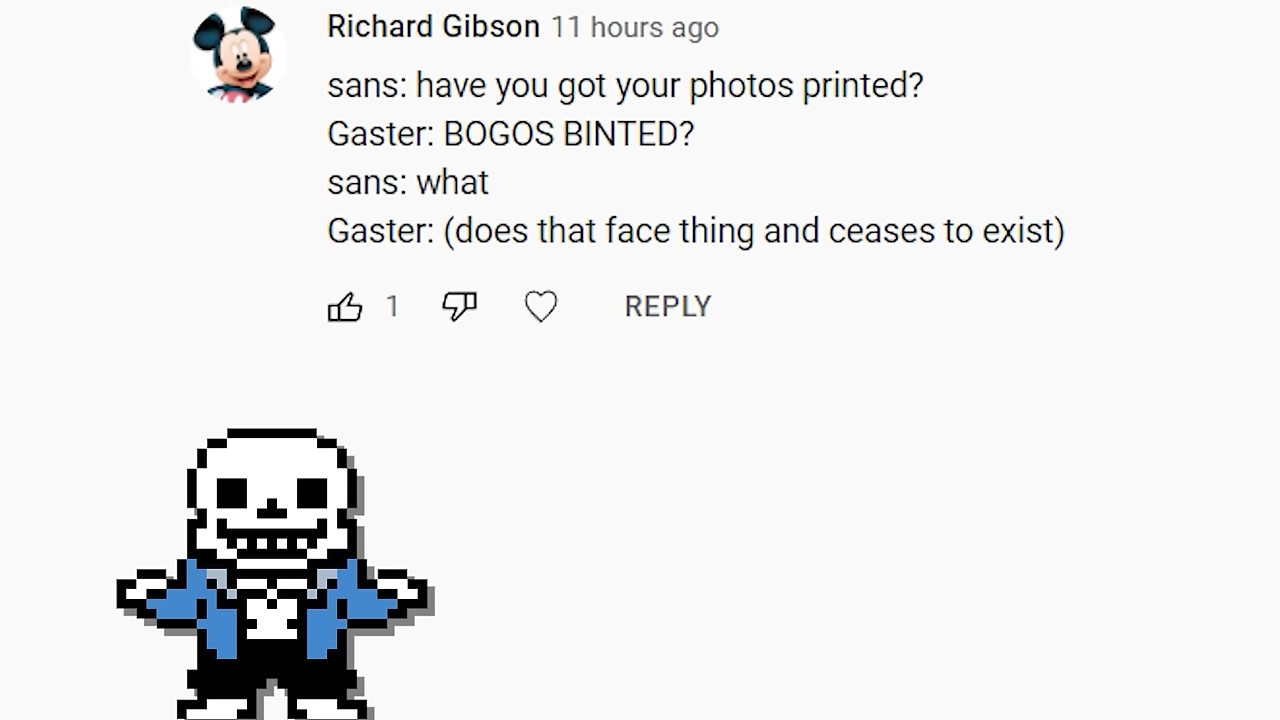 Richard Gibson 11 hours ago
sans: have you got your photos printed?
Gaster: BOGOS BINTED?
sans: what
Gaster: (does that face thing and ceases to exist)
1 REPLY